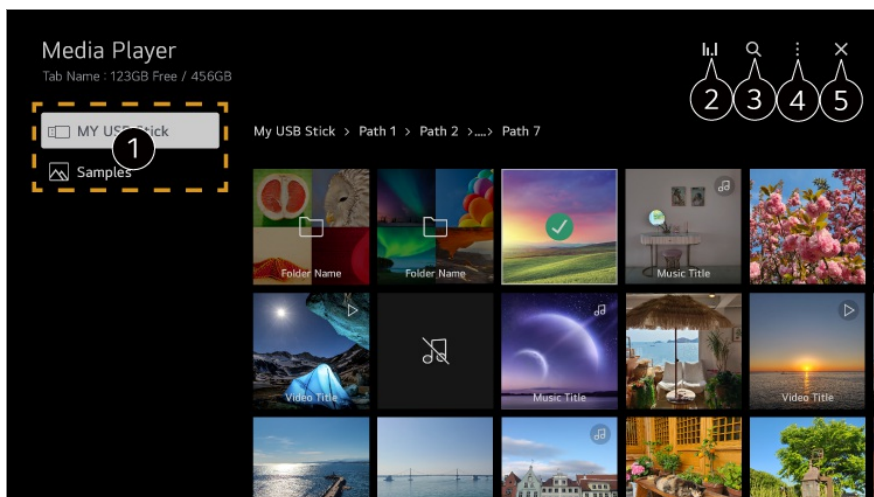 Media Player
Tab Name : 123GB Free / 456GB
2 3 4 5
MY USB Stick
1
Samples
My USB Stick > Path 1 > Path 2 >....> Path 7
Folder Name
Folder Name
Music Title
Video Title
Music Title
Video Title